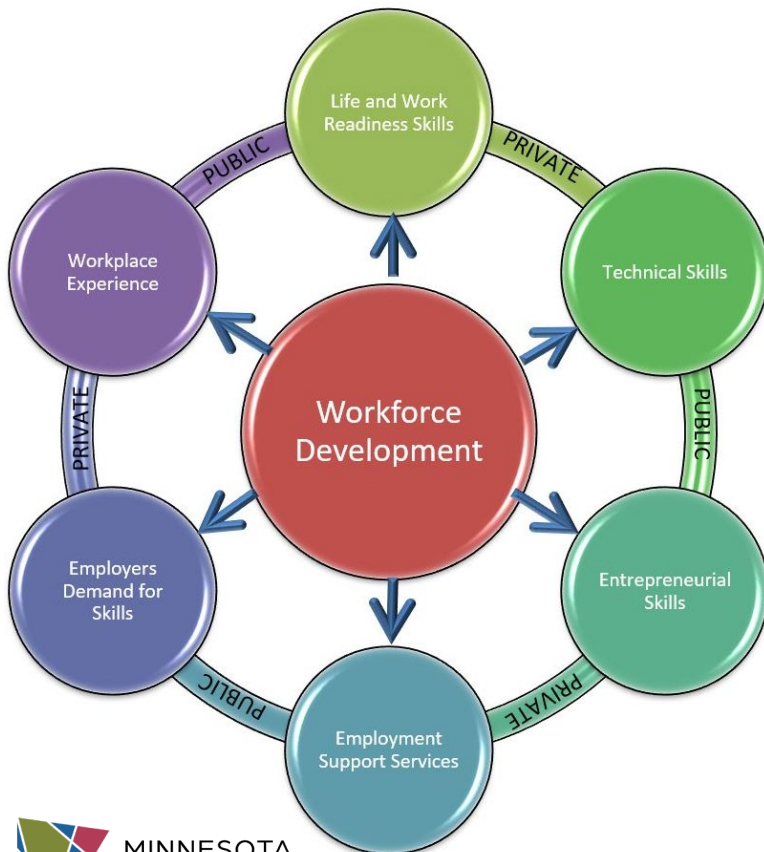 Life and Work
Readiness Skills
PUBLIC
PRIVATE
Workplace
Experience
Technical Skills
Workforce
Development
PRIVATE
PUBLIC
Employers
Demand for
Skills
Entrepreneurial
Skills
PUBLIC
PRIVATE
Employment
Support Services
MINNESOTA